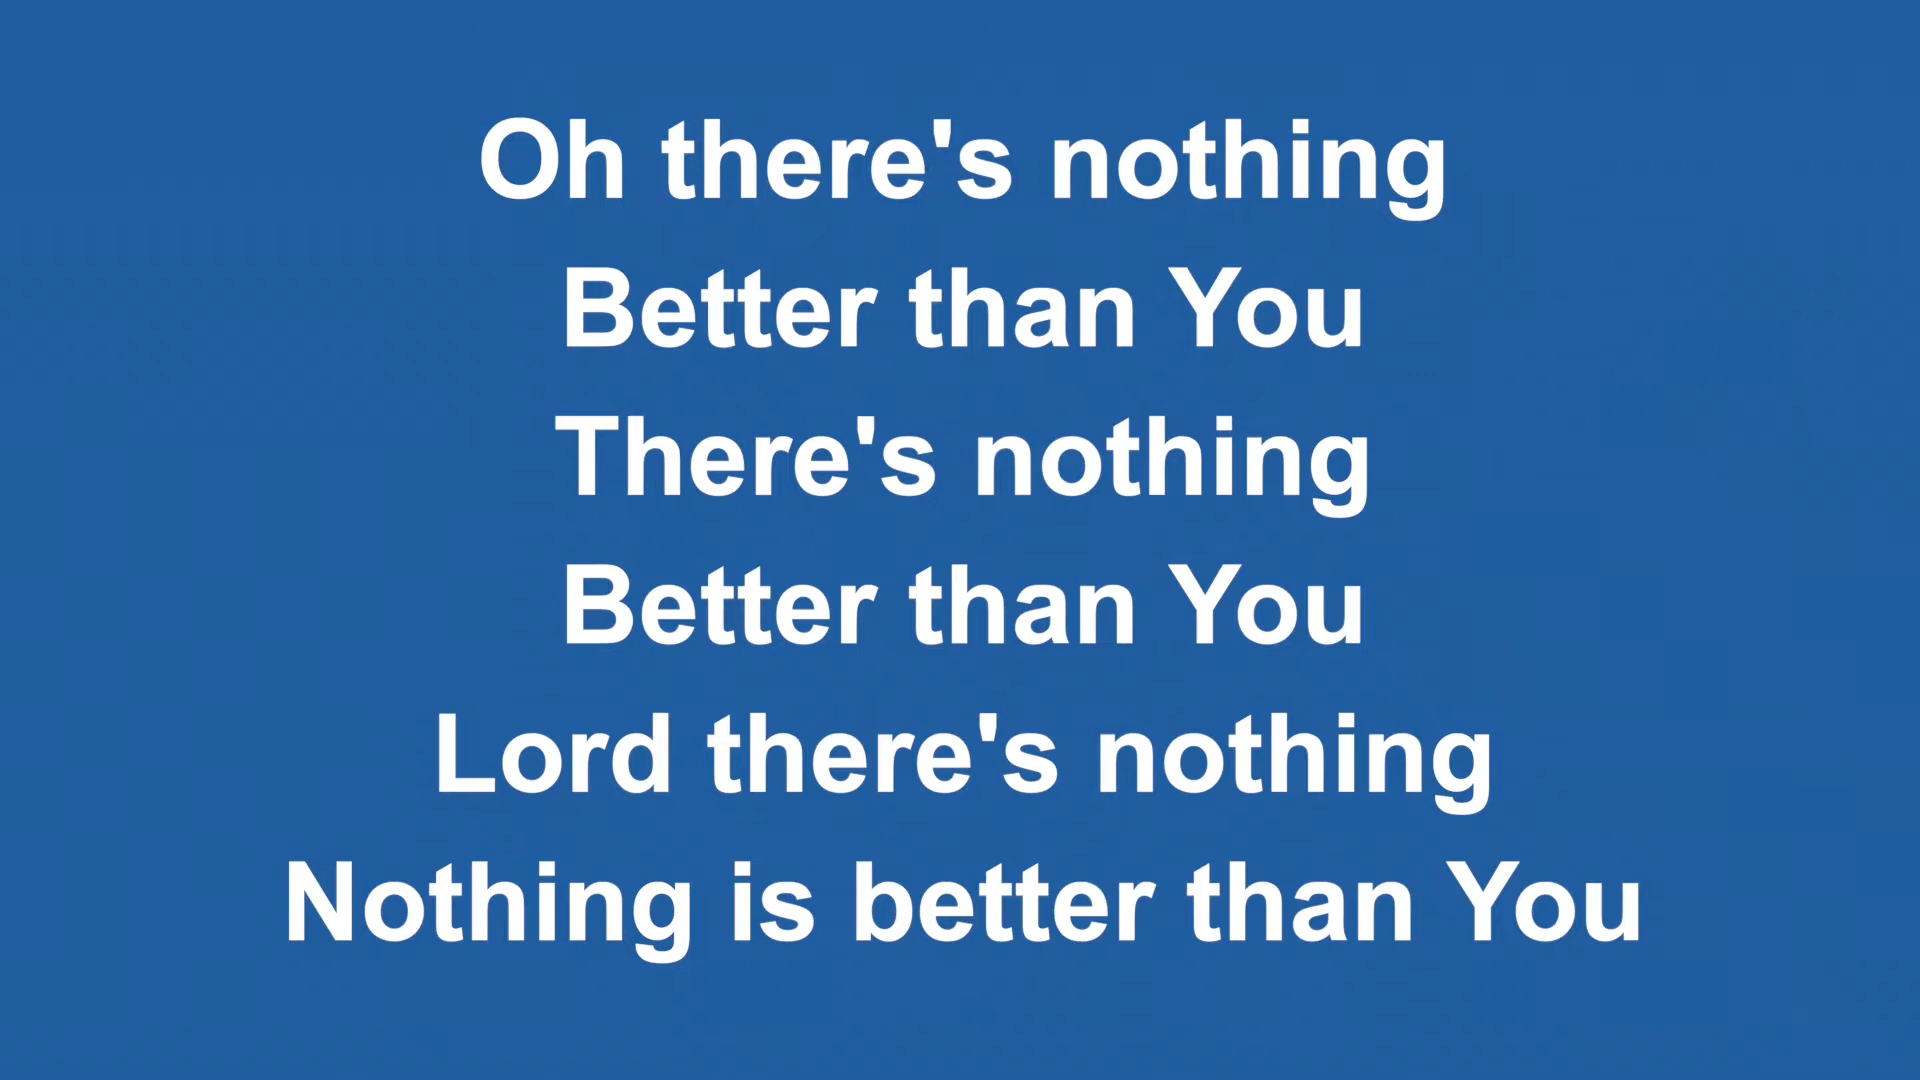 Oh there's nothing
Better than You
There's nothing
Better than You
Lord there's nothing
Nothing is better than You